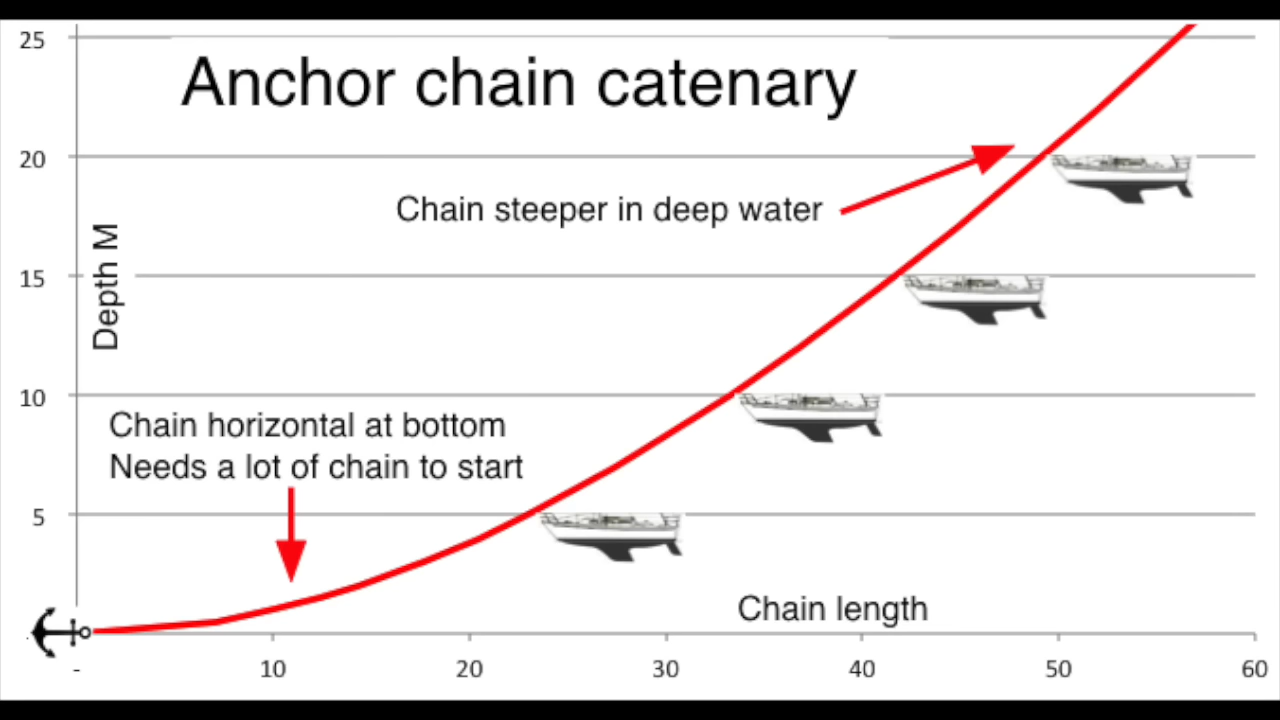 Anchor chain catenary
25
20
Chain steeper in deep water
15
Depth M
10
Chain horizontal at bottom
Needs a lot of chain to start
5
Chain length
- 10 20 30 40 50 60